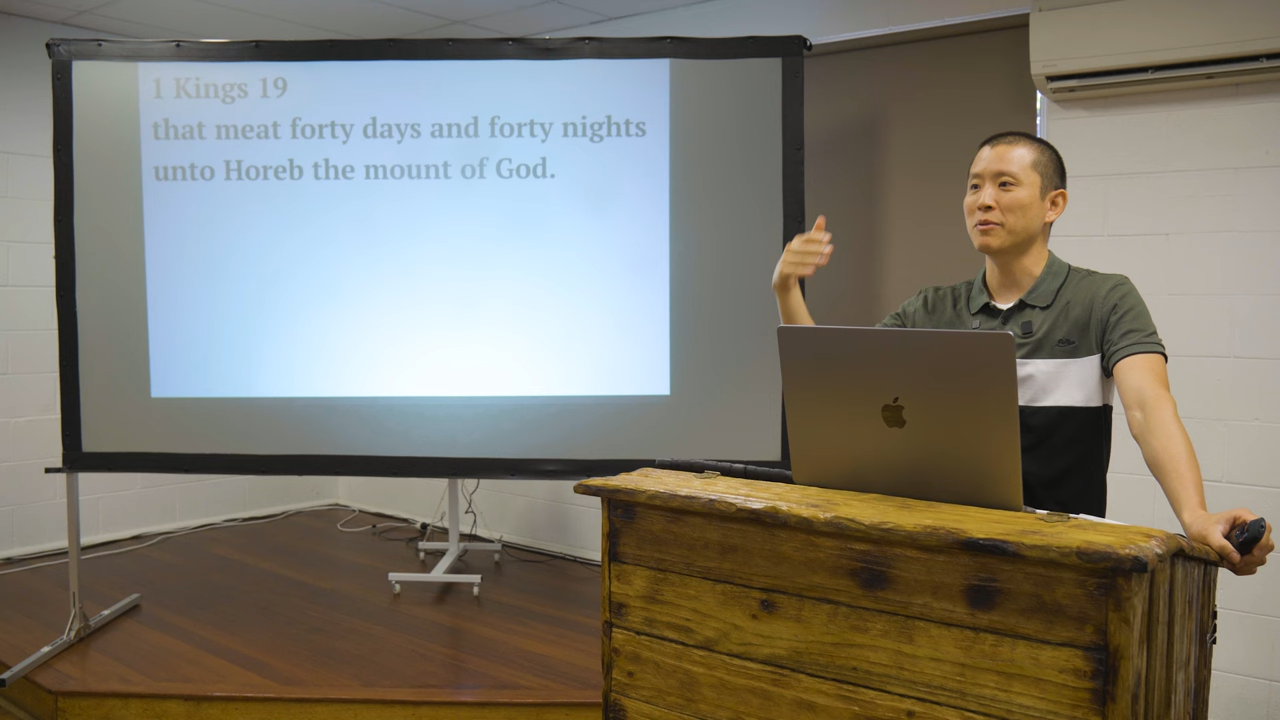 1 Kings 19
that meat forty days and forty nights
unto Horeb the mount of God.